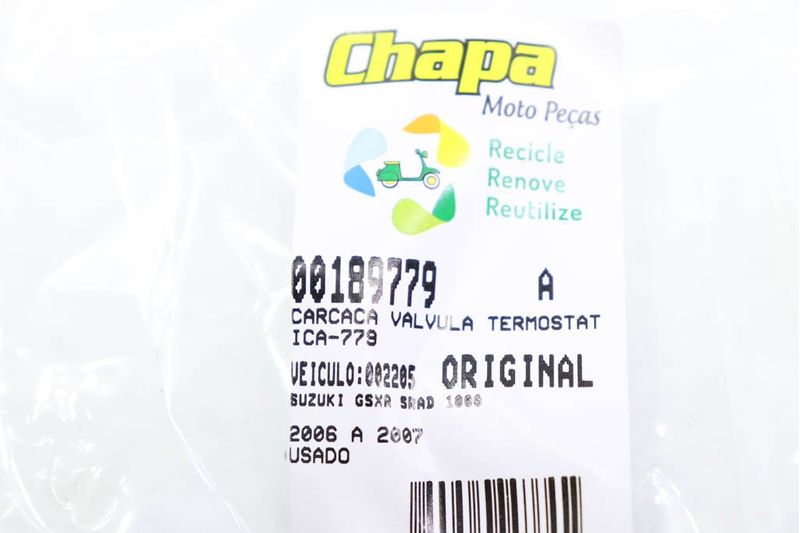 Chapa
Moto Peças
Recicle
Renove
Reutilize
00189779 A
CARCACA VALVULA TERMOSTAT
ICA-779
VEICULO:002205 ORIGINAL
SUZUKI GSXR SRAD 1000
2006 A 2007
USADO